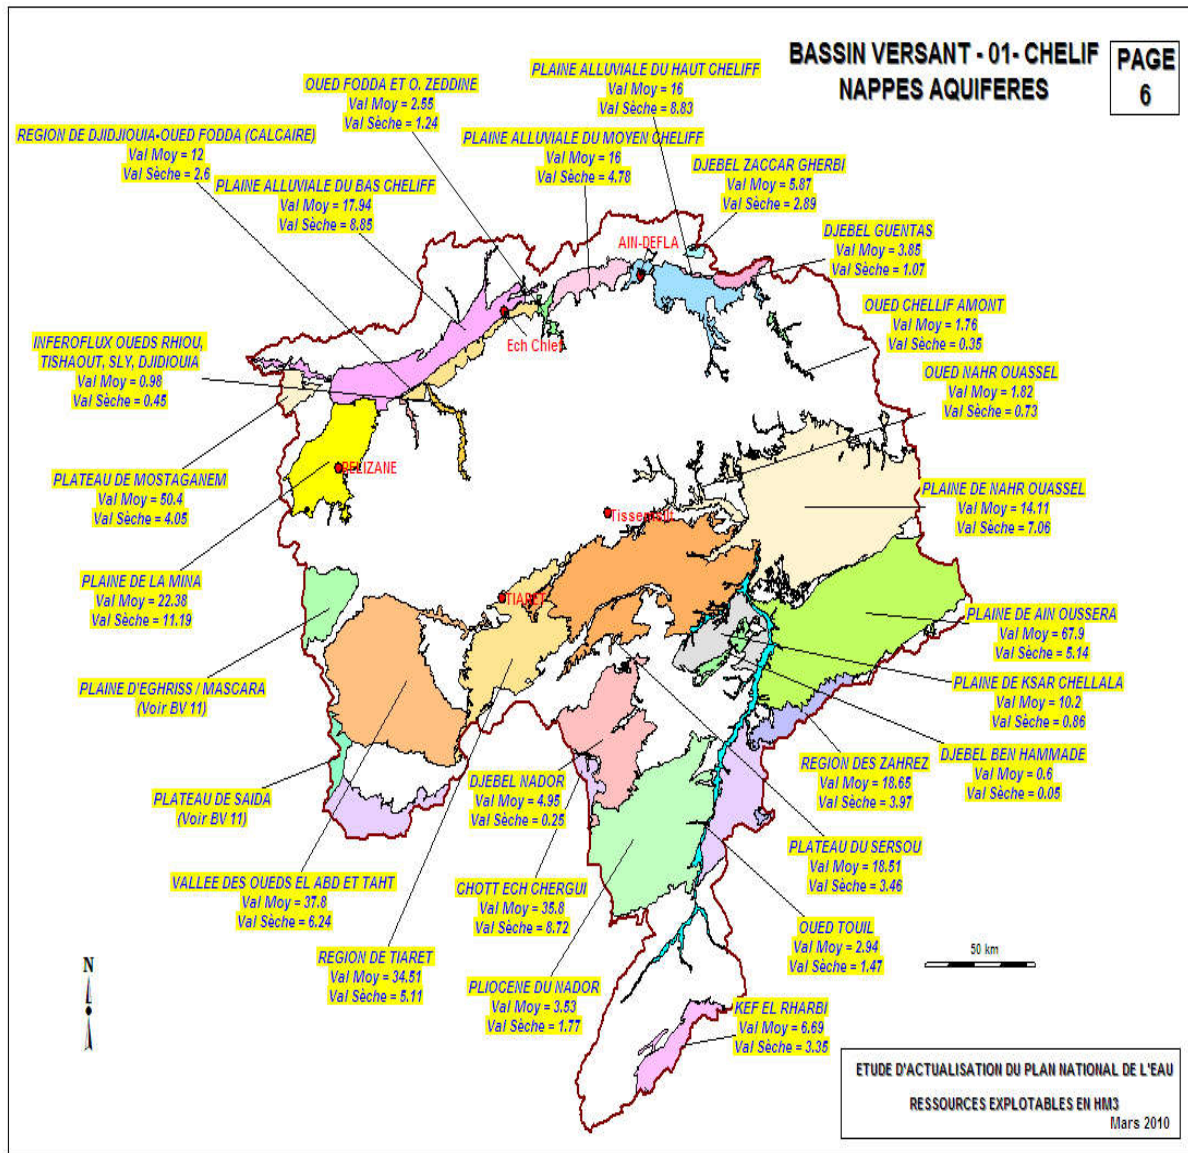 BASSIN VERSANT - 01- CHELIF
NAPPES AQUIFERES
PAGE
6
PLAINE ALLUVIALE DU HAUT CHELIFF
Val Moy = 16
Val Sèche = 8.83
OUED FODDA ET O. ZEDDINE
Val Moy = 2.55
Val Sèche = 1.24
REGION DE DJIDJIOUIA-OUED FODDA (CALCAIRE)
Val Moy = 12
Val Sèche = 2.6
PLAINE ALLUVIALE DU MOYEN CHELIFF
Val Moy = 16
Val Sèche = 4.78
DJEBEL ZACCAR GHERBI
Val Moy = 5.87
Val Sèche = 2.89
PLAINE ALLUVIALE DU BAS CHELIFF
Val Moy = 17.94
Val Sèche = 8.85
DJEBEL GUENTAS
Val Moy = 3.85
Val Sèche = 1.07
AIN-DEFLA
OUED CHELLIF AMONT
Val Moy = 1.76
Val Sèche = 0.35
Ech Chlef
INFEROFLUX OUEDS RHIOU,
TISHAOUT, SLY, DJIDIOUIA
Val Moy = 0.98
Val Sèche = 0.45
OUED NAHR OUASSEL
Val Moy = 1.82
Val Sèche = 0.73
RELIZANE
PLATEAU DE MOSTAGANEM
Val Moy = 50.4
Val Sèche = 4.05
PLAINE DE NAHR OUASSEL
Val Moy = 14.11
Val Sèche = 7.06
Tissemsilt
PLAINE DE LA MINA
Val Moy = 22.38
Val Sèche = 11.19
TIARET
PLAINE DE AIN OUSSERA
Val Moy = 67.9
Val Sèche = 5.14
PLAINE D'EGHRISS / MASCARA
(Voir BV 11)
PLAINE DE KSAR CHELLALA
Val Moy = 10.2
Val Sèche = 0.86
DJEBEL BEN HAMMADE
Val Moy = 0.6
Val Sèche = 0.05
REGION DES ZAHREZ
Val Moy = 18.65
Val Sèche = 3.97
DJEBEL NADOR
Val Moy = 4.95
Val Sèche = 0.25
PLATEAU DE SAIDA
(Voir BV 11)
PLATEAU DU SERSOU
Val Moy = 18.51
Val Sèche = 3.46
VALLEE DES OUEDS EL ABD ET TAHT
Val Moy = 37.8
Val Sèche = 6.24
CHOTT ECH CHERGUI
Val Moy = 35.8
Val Sèche = 8.72
OUED TOUIL
Val Moy = 2.94
Val Sèche = 1.47
REGION DE TIARET
Val Moy = 34.51
Val Sèche = 5.11
PLIOCENE DU NADOR
Val Moy = 3.53
Val Sèche = 1.77
50 km
N
KEF EL RHARBI
Val Moy = 6.69
Val Sèche = 3.35
ETUDE D'ACTUALISATION DU PLAN NATIONAL DE L'EAU
RESSOURCES EXPLOTABLES EN HM3
Mars 2010